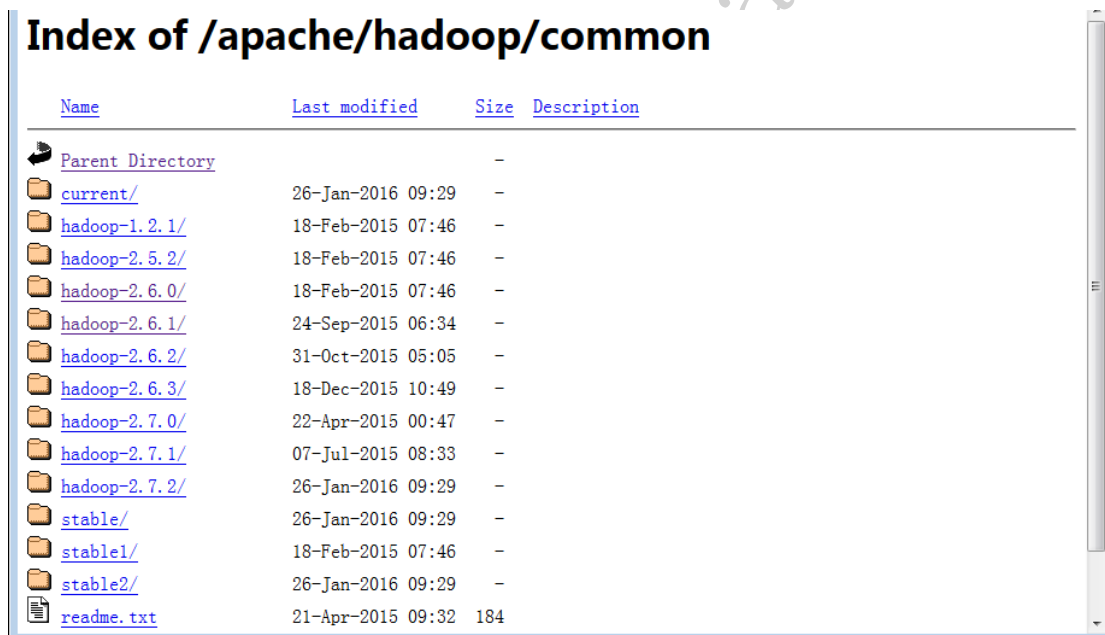 Index of /apache/hadoop/common
Name Last modified Size Description
Parent Directory -
current/ 26-Jan-2016 09:29 -
hadoop-1.2.1/ 18-Feb-2015 07:46 -
hadoop-2.5.2/ 18-Feb-2015 07:46 -
hadoop-2.6.0/ 18-Feb-2015 07:46 -
hadoop-2.6.1/ 24-Sep-2015 06:34 -
hadoop-2.6.2/ 31-Oct-2015 05:05 -
hadoop-2.6.3/ 18-Dec-2015 10:49 -
hadoop-2.7.0/ 22-Apr-2015 00:47 -
hadoop-2.7.1/ 07-Jul-2015 08:33 -
hadoop-2.7.2/ 26-Jan-2016 09:29 -
stable/ 26-Jan-2016 09:29 -
stable1/ 18-Feb-2015 07:46 -
stable2/ 26-Jan-2016 09:29 -
readme.txt 21-Apr-2015 09:32 184